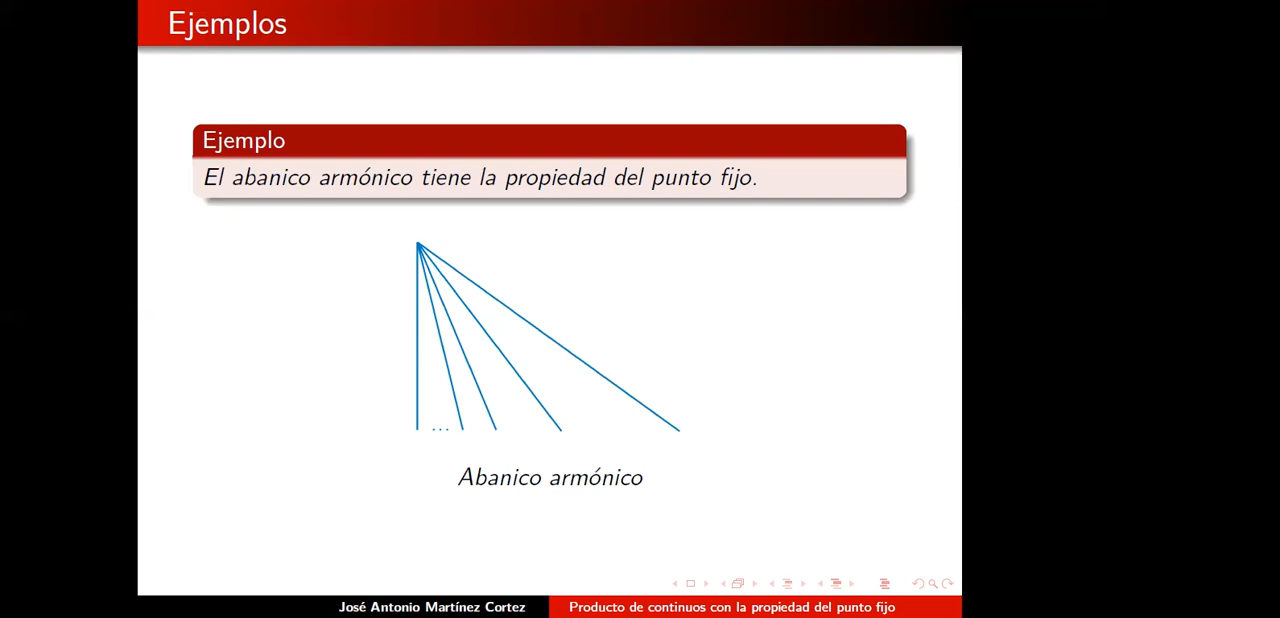 Ejemplos
Ejemplo
El abanico armónico tiene la propiedad del punto fijo.
...
Abanico armónico
José Antonio Martínez Cortez
Producto de continuos con la propiedad del punto fijo